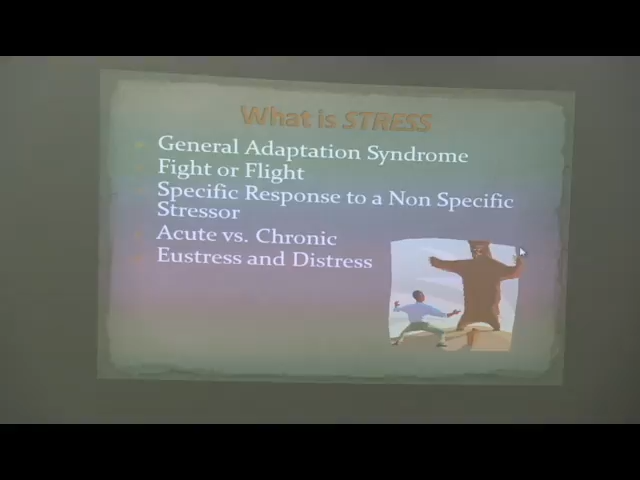 What is STRESS
General Adaptation Syndrome
Fight or Flight
Specific Response to a Non Specific
Stressor
Acute vs. Chronic
Eustress and Distress